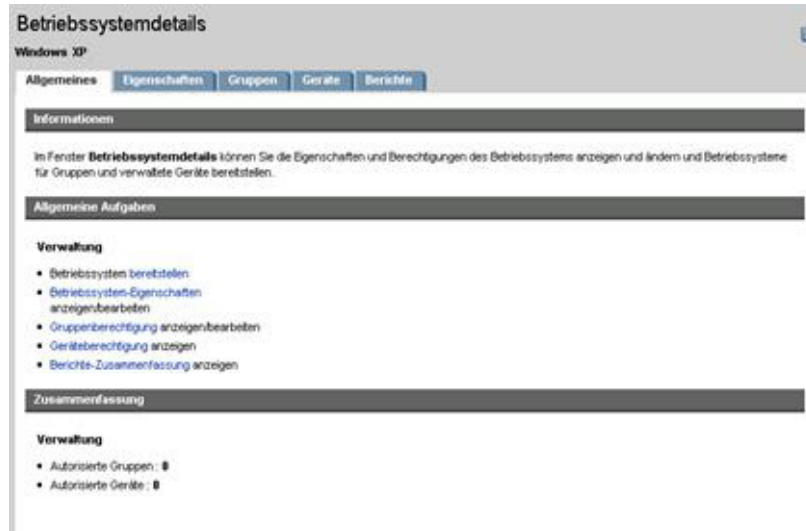 Betriebssystemdetails
Windows XP
Allgemeines Eigenschaften Gruppen Geräte Berichte
Informationen
Im Fenster Betriebssystemdetails können Sie die Eigenschaften und Berechtigungen des Betriebssystems anzeigen und ändern und Betriebssysteme
für Gruppen und verwaltete Geräte bereitstellen.
Allgemeine Aufgaben
Verwaltung
• Betriebssystem bereitstellen
• Betriebssystem-Eigenschaften
anzeigen/bearbeiten
• Gruppenberechtigung anzeigen/bearbeiten
• Geräteberechtigung anzeigen
• Berichte-Zusammenfassung anzeigen
Zusammenfassung
Verwaltung
• Autorisierte Gruppen : 0
• Autorisierte Geräte : 0